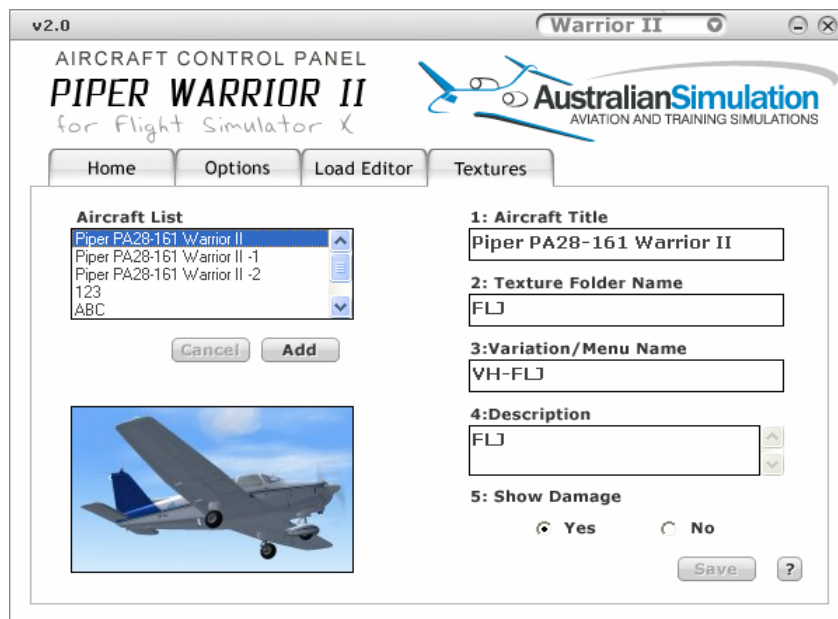 v2.0
Warrior II
AIRCRAFT CONTROL PANEL
PIPER WARRIOR II
for Flight Simulator X
AustralianSimulation
AVIATION AND TRAINING SIMULATIONS
Home
Options
Load Editor
Textures
Aircraft List
Piper PA28-161 Warrior II
Piper PA28-161 Warrior II -1
Piper PA28-161 Warrior II -2
123
ABC
Cancel
Add
1: Aircraft Title
Piper PA28-161 Warrior II
2: Texture Folder Name
FLJ
3:Variation/Menu Name
VH-FLJ
4:Description
FLJ
5: Show Damage
Yes
No
Save
?